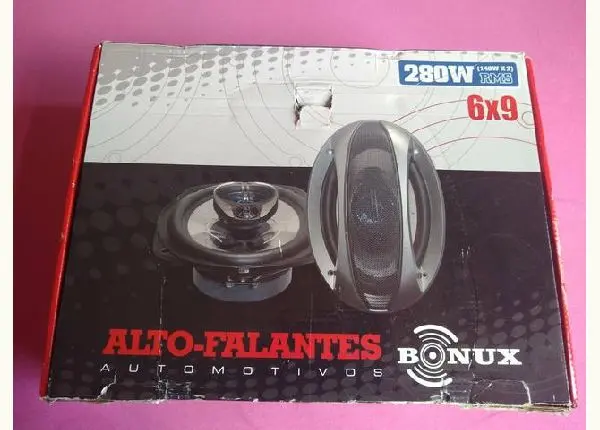 280W (140W X 2)
RMS
6x9
ALTO-FALANTES
AUTOMOTIVOS
BONUX